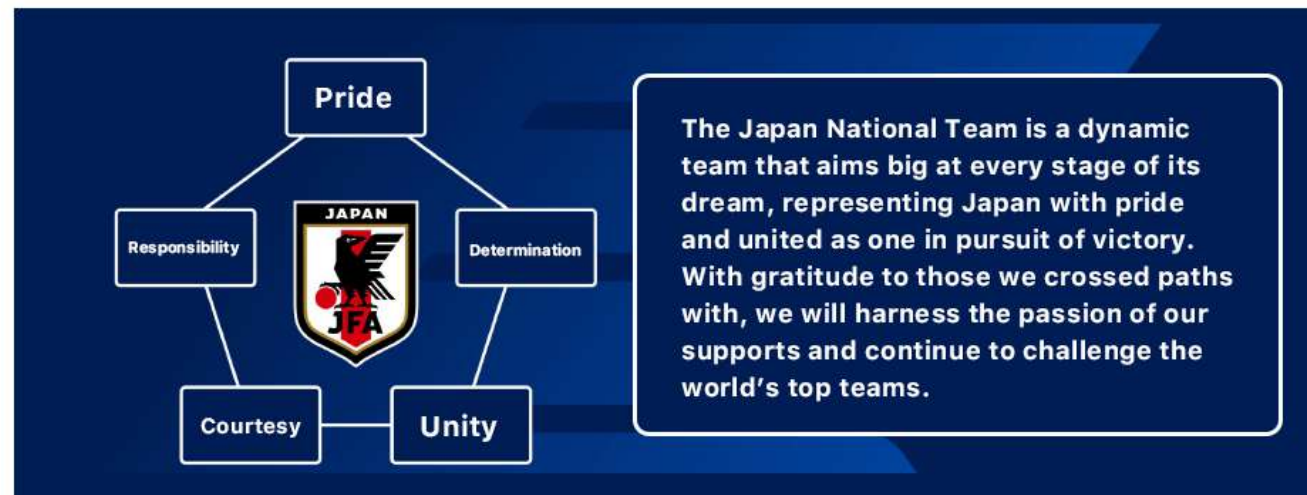 Pride
Responsibility
JAPAN
JFA
Determination
Courtesy
Unity
The Japan National Team is a dynamic
team that aims big at every stage of its
dream, representing Japan with pride
and united as one in pursuit of victory.
With gratitude to those we crossed paths
with, we will harness the passion of our
supports and continue to challenge the
world's top teams.